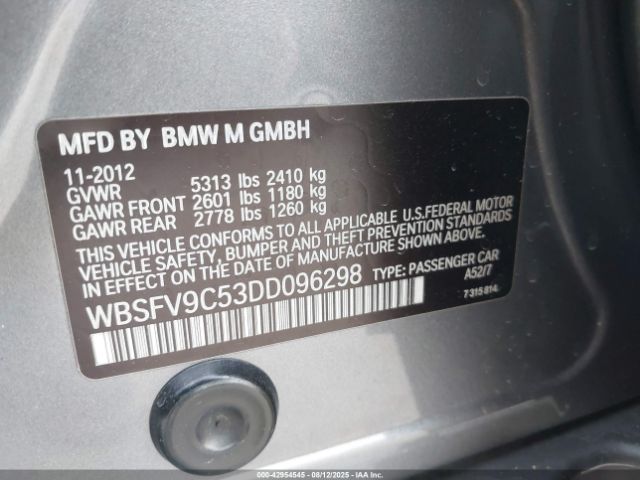 MFD BY BMW M GMBH
11-2012
GVWR 5313 lbs 2410 kg
GAWR FRONT 2601 lbs 1180 kg
GAWR REAR 2778 lbs 1260 kg
THIS VEHICLE CONFORMS TO ALL APPLICABLE U.S.FEDERAL MOTOR
VEHICLE SAFETY, BUMPER AND THEFT PREVENTION STANDARDS
IN EFFECT ON THE DATE OF MANUFACTURE SHOWN ABOVE.
WBSFV9C53DD096298 TYPE: PASSENGER CAR
A52/7
7 315 814
000-42954545 - 08/12/2025 - IAAI.COM